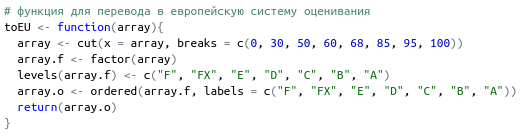 # функция для перевода в европейскую систему оценивания
toEU <- function(array){
  array <- cut(x = array, breaks = c(0, 30, 50, 60, 68, 85, 95, 100))
  array.f <- factor(array)
  levels(array.f) <- c("F", "FX", "E", "D", "C", "B", "A")
  array.o <- ordered(array.f, labels = c("F", "FX", "E", "D", "C", "B", "A"))
  return(array.o)
}